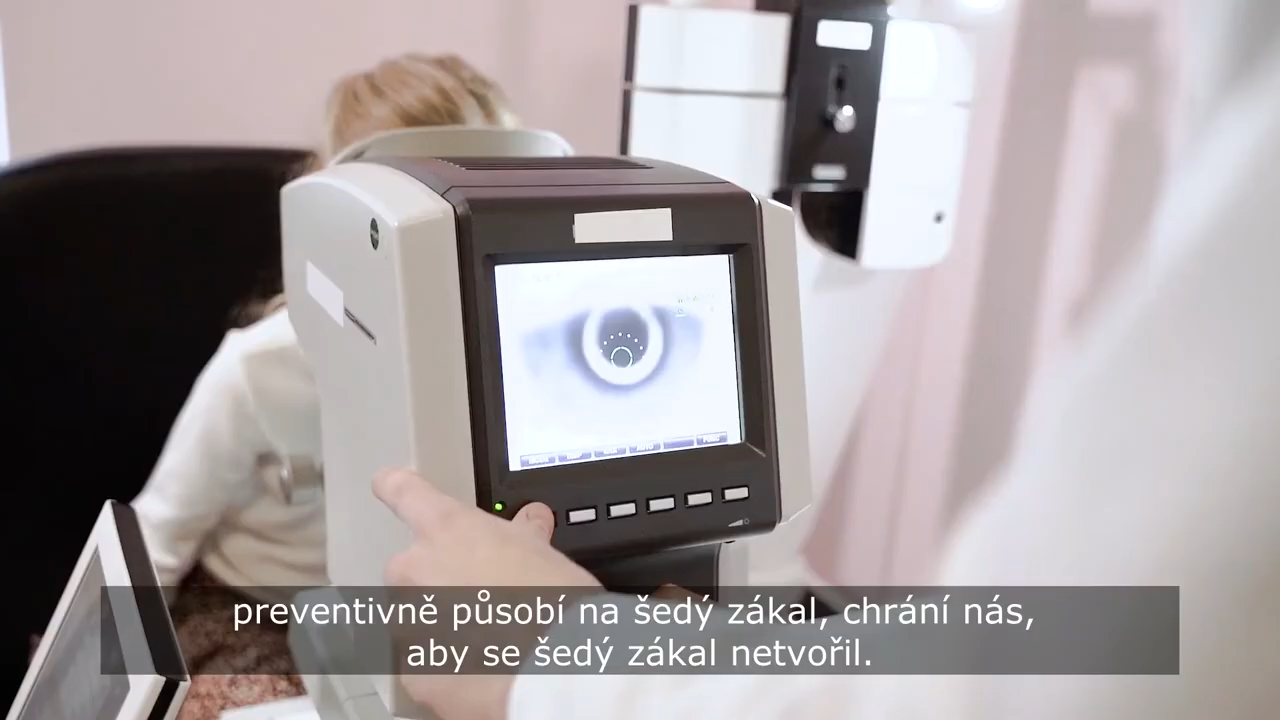 preventivně působí na šedý zákal, chrání nás,
aby se šedý zákal netvořil.